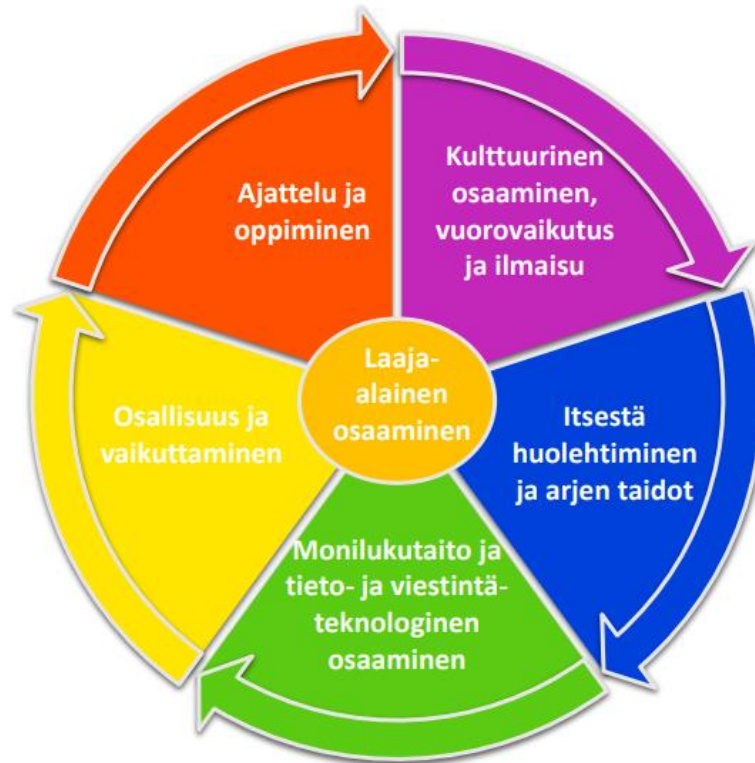 Ajattelu ja
oppiminen
Kulttuurinen
osaaminen,
vuorovaikutus
ja ilmaisu
Laaja-
alainen
osaaminen
Osallisuus ja
vaikuttaminen
Itsestä
huolehtiminen
ja arjen taidot
Monilukutaito ja
tieto- ja viestintä-
teknologinen
osaaminen